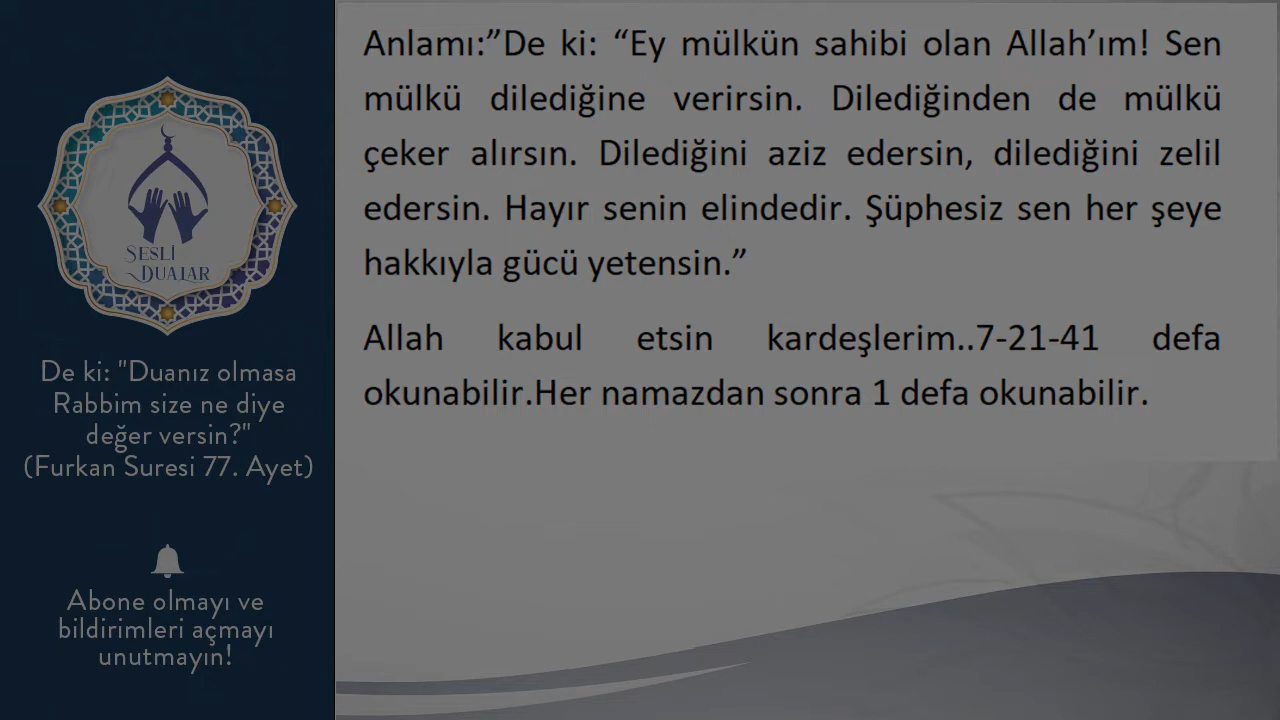 SESLİ
DUALAR
De ki: "Duanız olmasa
Rabbim size ne diye
değer versin?"
(Furkan Suresi 77. Ayet)
Abone olmayı ve
bildirimleri açmayı
unutmayın!
Anlamı:”De ki: “Ey mülkün sahibi olan Allah’ım! Sen
mülkü dilediğine verirsin. Dilediğinden de mülkü
çeker alırsın. Dilediğini aziz edersin, dilediğini zelil
edersin. Hayır senin elindedir. Şüphesiz sen her şeye
hakkıyla gücü yetensin.”
Allah kabul etsin kardeşlerim..7-21-41 defa
okunabilir.Her namazdan sonra 1 defa okunabilir.